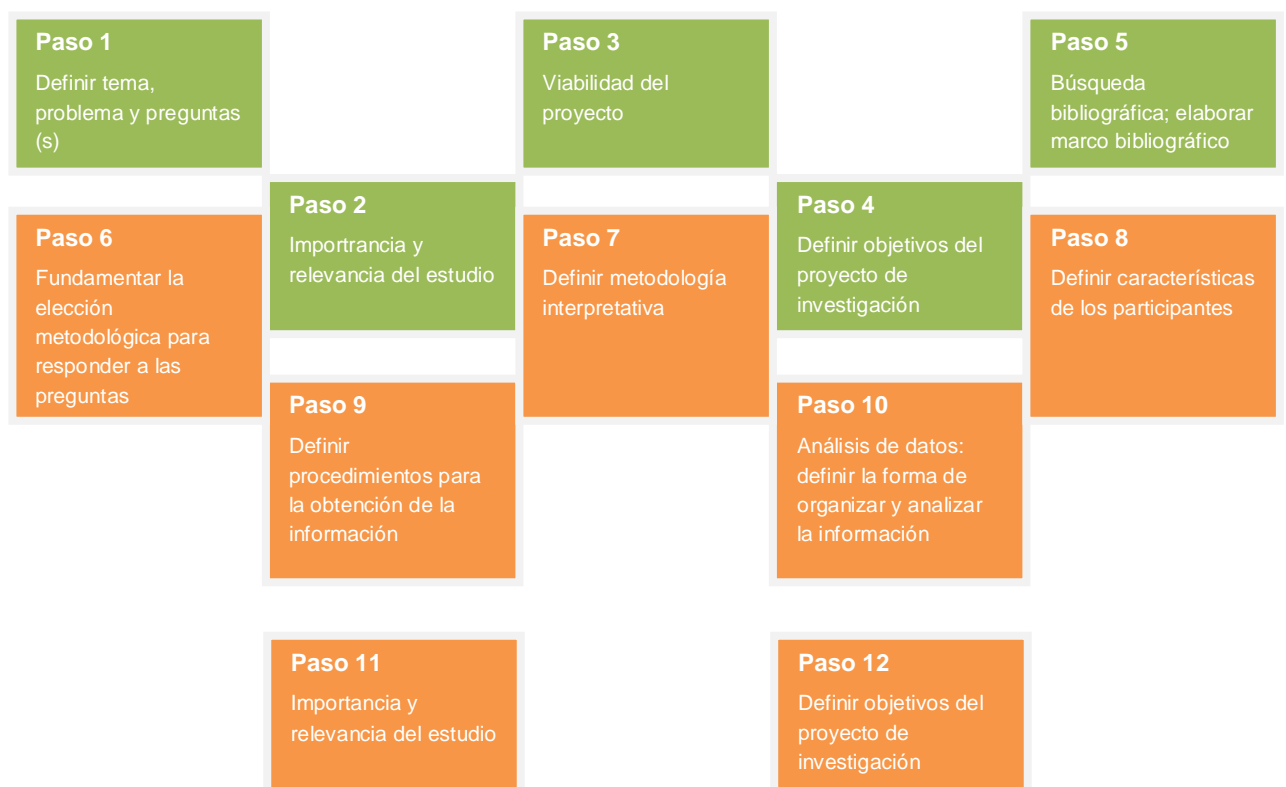 Paso 1
Definir tema,
problema y preguntas
(s)
Paso 2
Importrancia y
relevancia del estudio
Paso 3
Viabilidad del
proyecto
Paso 4
Definir objetivos del
proyecto de
investigación
Paso 5
Búsqueda
bibliográfica; elaborar
marco bibliográfico
Paso 6
Fundamentar la
elección
metodológica para
responder a las
preguntas
Paso 7
Definir metodología
interpretativa
Paso 8
Definir características
de los participantes
Paso 9
Definir
procedimientos para
la obtención de la
información
Paso 10
Análisis de datos:
definir la forma de
organizar y analizar
la información
Paso 11
Importancia y
relevancia del estudio
Paso 12
Definir objetivos del
proyecto de
investigación